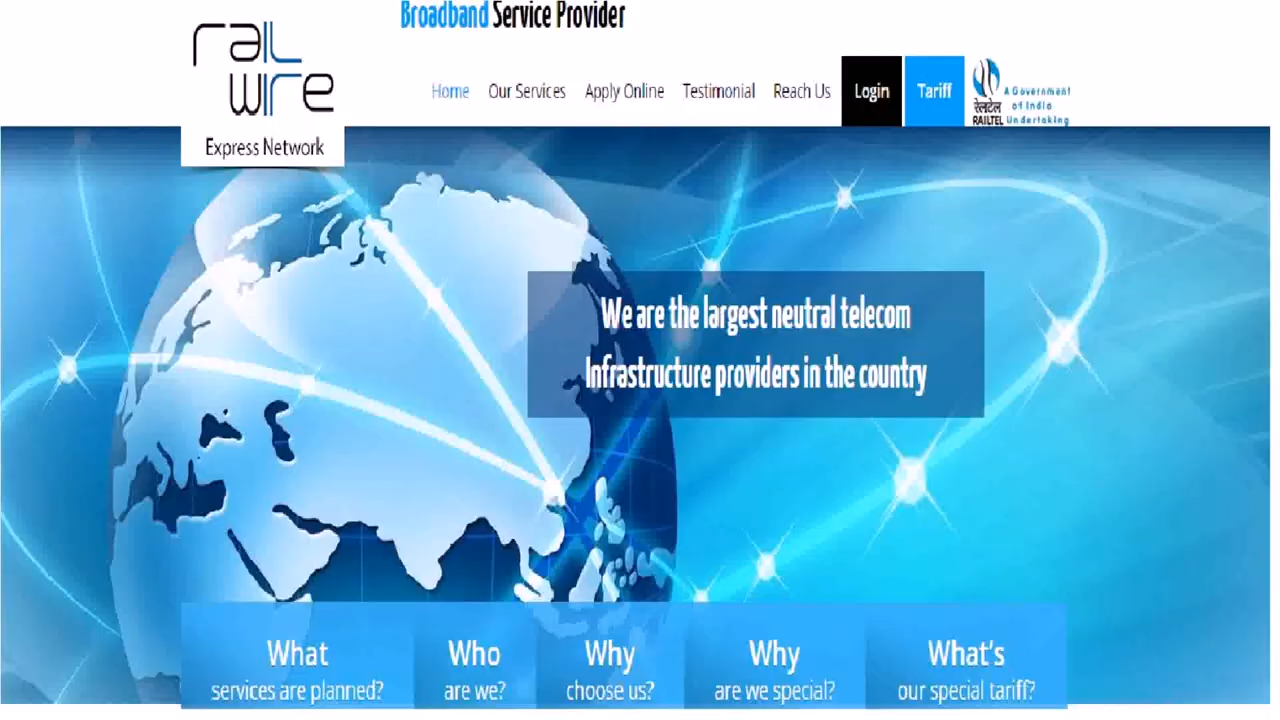 Broadband Service Provider
rail
wire
Express Network
Home Our Services Apply Online Testimonial Reach Us Login Tariff
रेलटेल
RAILTEL
A Government
of India
Undertaking
We are the largest neutral telecom
Infrastructure providers in the country
What
services are planned?
Who
are we?
Why
choose us?
Why
are we special?
What's
our special tariff?